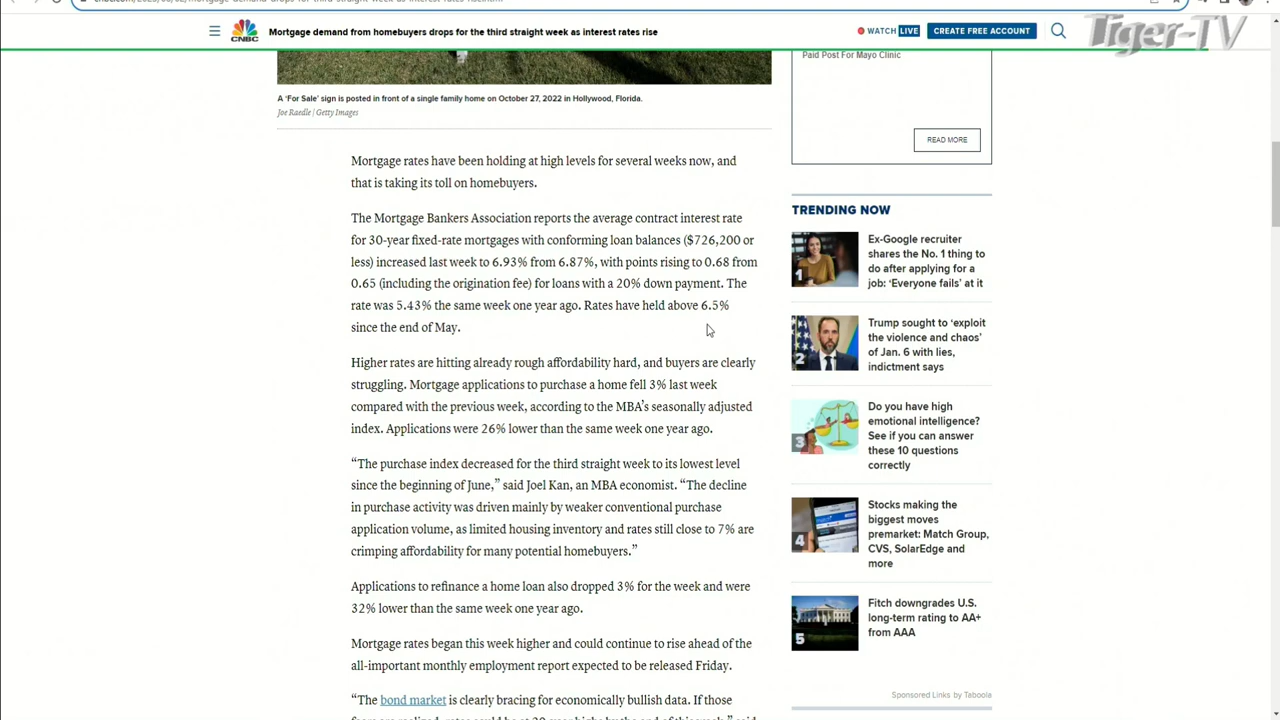 Mortgage demand from homebuyers drops for the third straight week as interest rates rise
WATCH LIVE
CREATE FREE ACCOUNT
Tiger-TV
CNBC
A 'For Sale' sign is posted in front of a single family home on October 27, 2022 in Hollywood, Florida.
Joe Raedle | Getty Images
Mortgage rates have been holding at high levels for several weeks now, and
that is taking its toll on homebuyers.
The Mortgage Bankers Association reports the average contract interest rate
for 30-year fixed-rate mortgages with conforming loan balances ($726,200 or
less) increased last week to 6.93% from 6.87%, with points rising to 0.68 from
0.65 (including the origination fee) for loans with a 20% down payment. The
rate was 5.43% the same week one year ago. Rates have held above 6.5%
since the end of May.
Higher rates are hitting already rough affordability hard, and buyers are clearly
struggling. Mortgage applications to purchase a home fell 3% last week
compared with the previous week, according to the MBA's seasonally adjusted
index. Applications were 26% lower than the same week one year ago.
“The purchase index decreased for the third straight week to its lowest level
since the beginning of June,” said Joel Kan, an MBA economist. “The decline
in purchase activity was driven mainly by weaker conventional purchase
application volume, as limited housing inventory and rates still close to 7% are
crimping affordability for many potential homebuyers.”
Applications to refinance a home loan also dropped 3% for the week and were
32% lower than the same week one year ago.
Mortgage rates began this week higher and could continue to rise ahead of the
all-important monthly employment report expected to be released Friday.
“The bond market is clearly bracing for economically bullish data. If those
Paid Post For Mayo Clinic
READ MORE
TRENDING NOW
1
Ex-Google recruiter
shares the No. 1 thing to
do after applying for a
job: ‘Everyone fails’ at it
2
Trump sought to ‘exploit
the violence and chaos’
of Jan. 6 with lies,
indictment says
3
Do you have high
emotional intelligence?
See if you can answer
these 10 questions
correctly
4
Stocks making the
biggest moves
premarket: Match Group,
CVS, SolarEdge and
more
5
Fitch downgrades U.S.
long-term rating to AA+
from AAA
Sponsored Links by Taboola